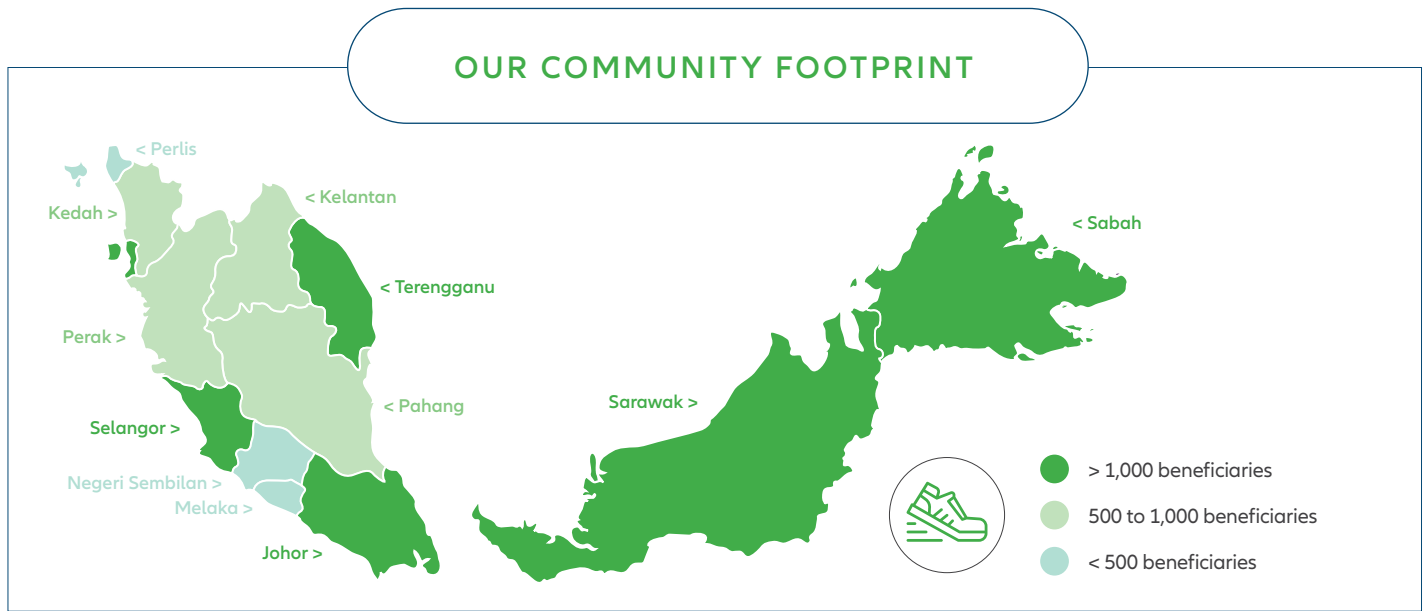 OUR COMMUNITY FOOTPRINT
< Perlis
Kedah >
< Kelantan
< Sabah
< Terengganu
Perak >
Sarawak >
< Pahang
Selangor >
Negeri Sembilan >
Melaka >
Johor >
> 1,000 beneficiaries
500 to 1,000 beneficiaries
< 500 beneficiaries